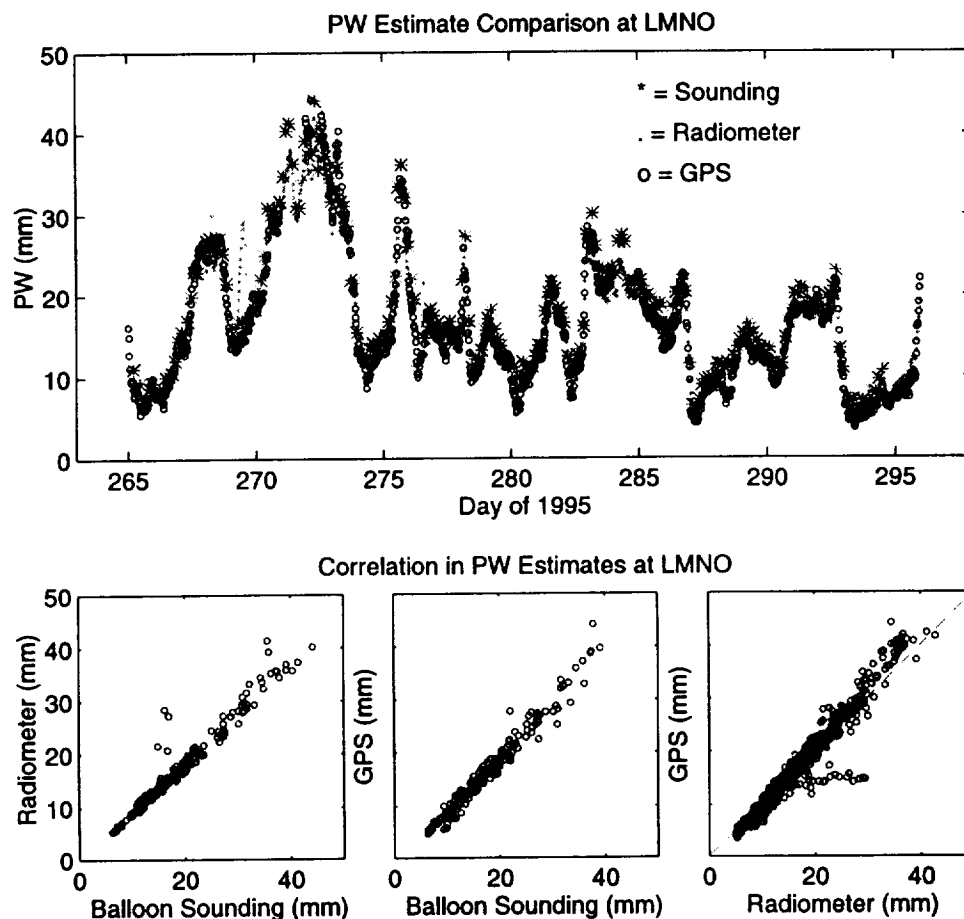 PW Estimate Comparison at LMNO
50
40
30
20
10
0
PW (mm)
* = Sounding
. = Radiometer
o = GPS
265 270 275 280 285 290 295
Day of 1995
Correlation in PW Estimates at LMNO
50
40
30
20
10
0
Radiometer (mm)
GPS (mm)
GPS (mm)
0 20 40
0 20 40
0 20 40
Balloon Sounding (mm)
Balloon Sounding (mm)
Radiometer (mm)